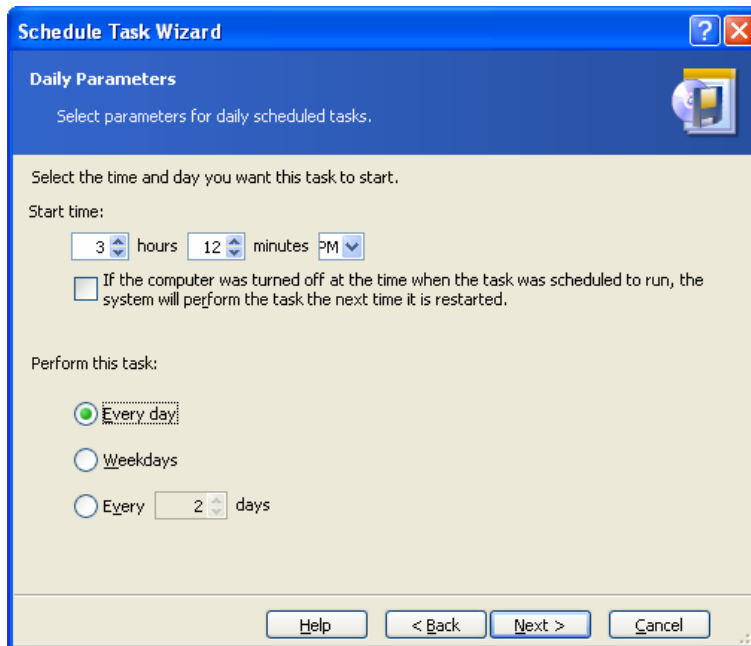 Schedule Task Wizard
Daily Parameters
Select parameters for daily scheduled tasks.
Select the time and day you want this task to start.
Start time:
3 hours 12 minutes PM
If the computer was turned off at the time when the task was scheduled to run, the
system will perform the task the next time it is restarted.
Perform this task:
Every day
Weekdays
Every 2 days
Help < Back Next > Cancel